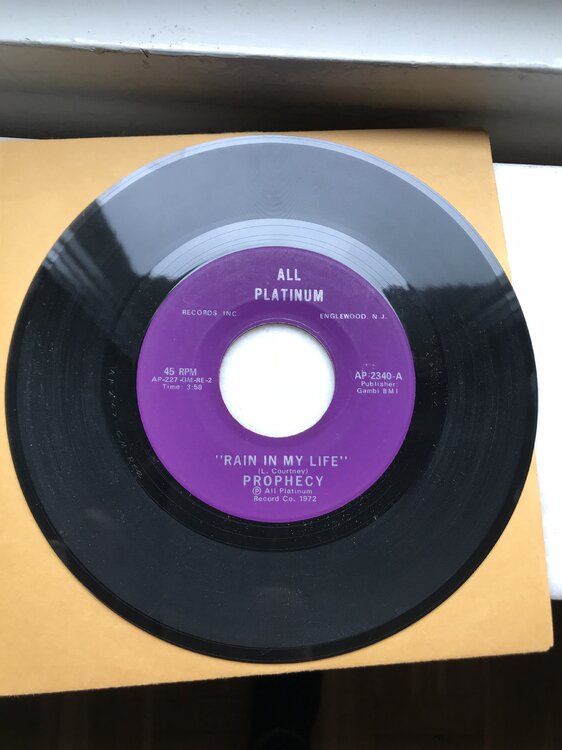 ALL
PLATINUM
RECORDS INC.
ENGLEWOOD, N.J.
45 RPM
AP-227-OM-RE-2
Time: 3:58
AP-2340-A
Publisher:
Gambi BMI
"RAIN IN MY LIFE"
(L. Courtney)
PROPHECY
Ⓟ All Platinum
Record Co. 1972